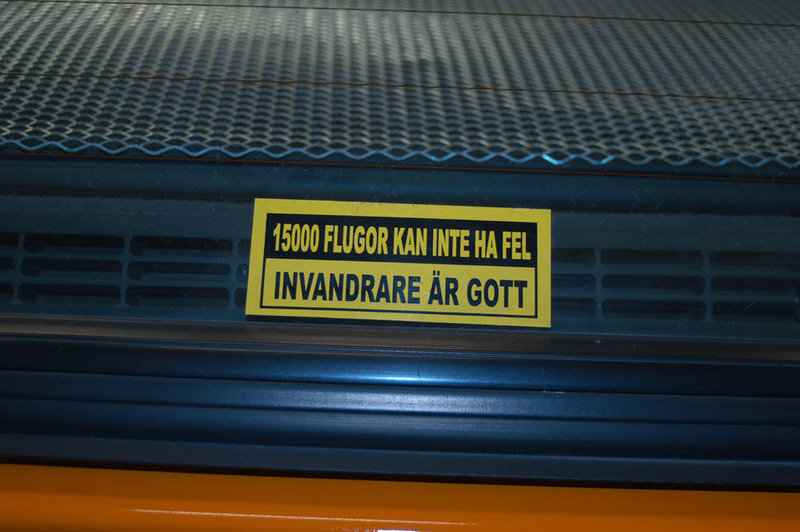 15000 FLUGOR KAN INTE HA FEL
INVANDRARE ÄR GOTT